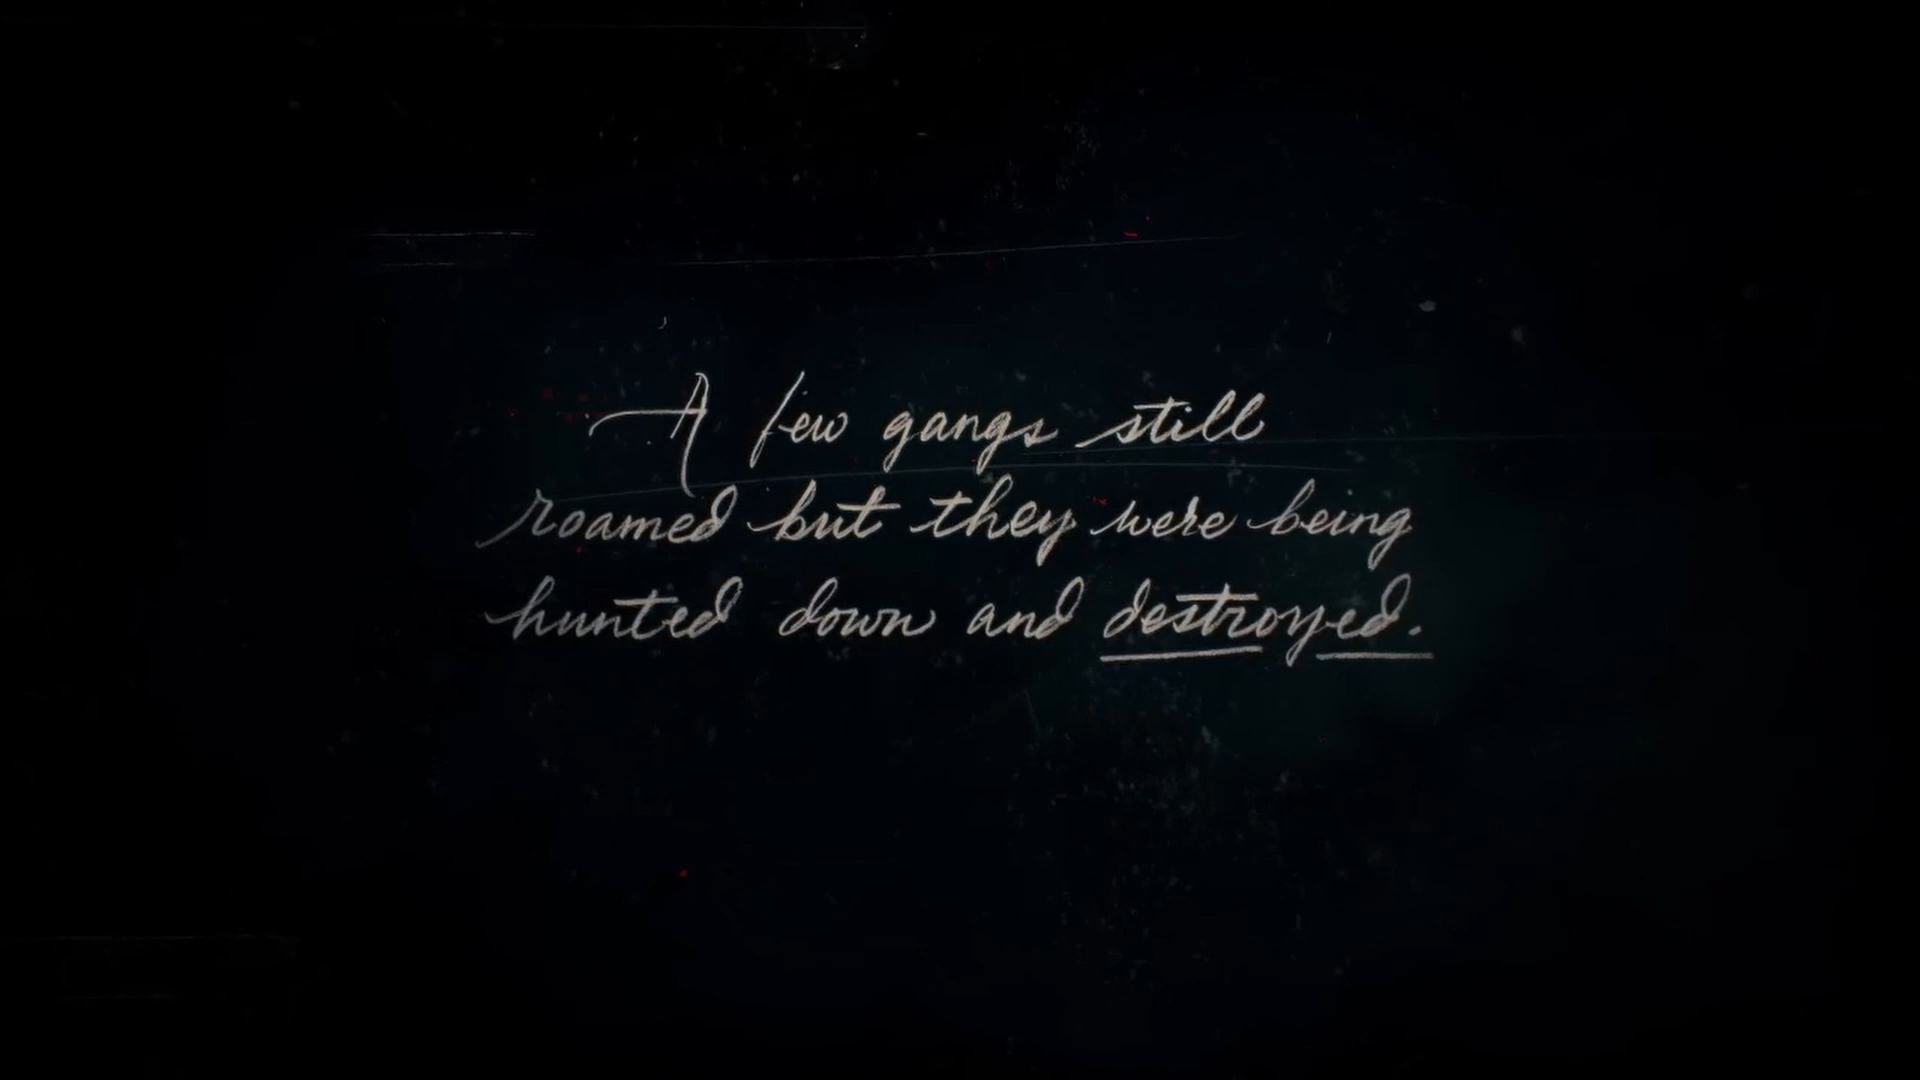 A few gangs still
roamed but they were being
hunted down and destroyed.